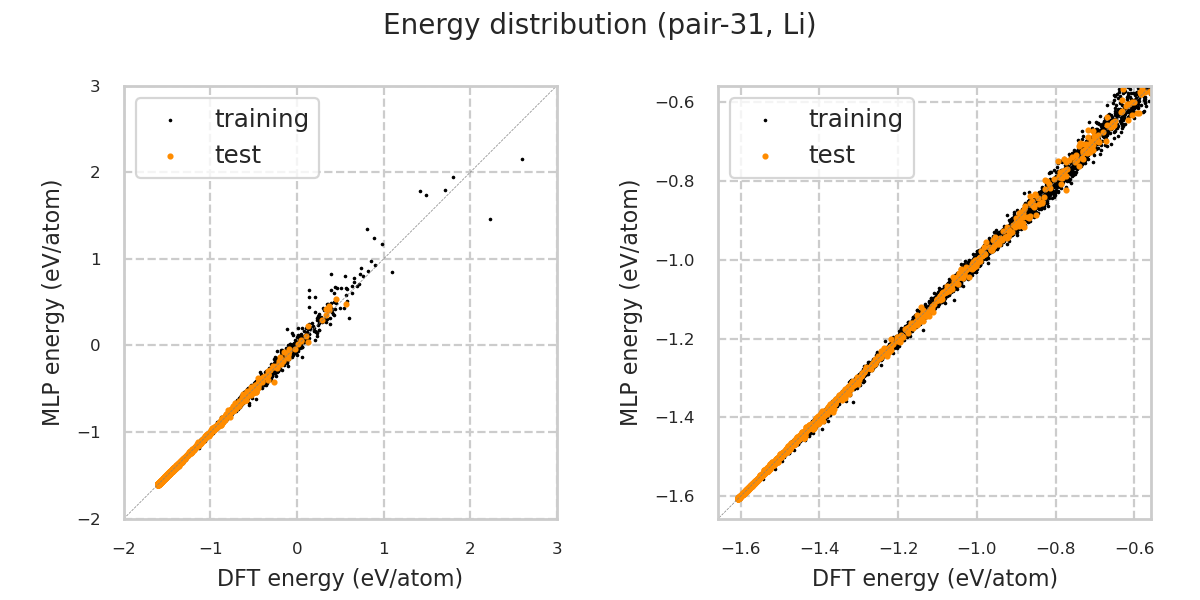 Energy distribution (pair-31, Li)
3
2
1
0
−1
−2
−2
−1
0
1
2
3
MLP energy (eV/atom)
DFT energy (eV/atom)
training
test
−0.6
−0.8
−1.0
−1.2
−1.4
−1.6
−1.6
−1.4
−1.2
−1.0
−0.8
−0.6
MLP energy (eV/atom)
DFT energy (eV/atom)
training
test